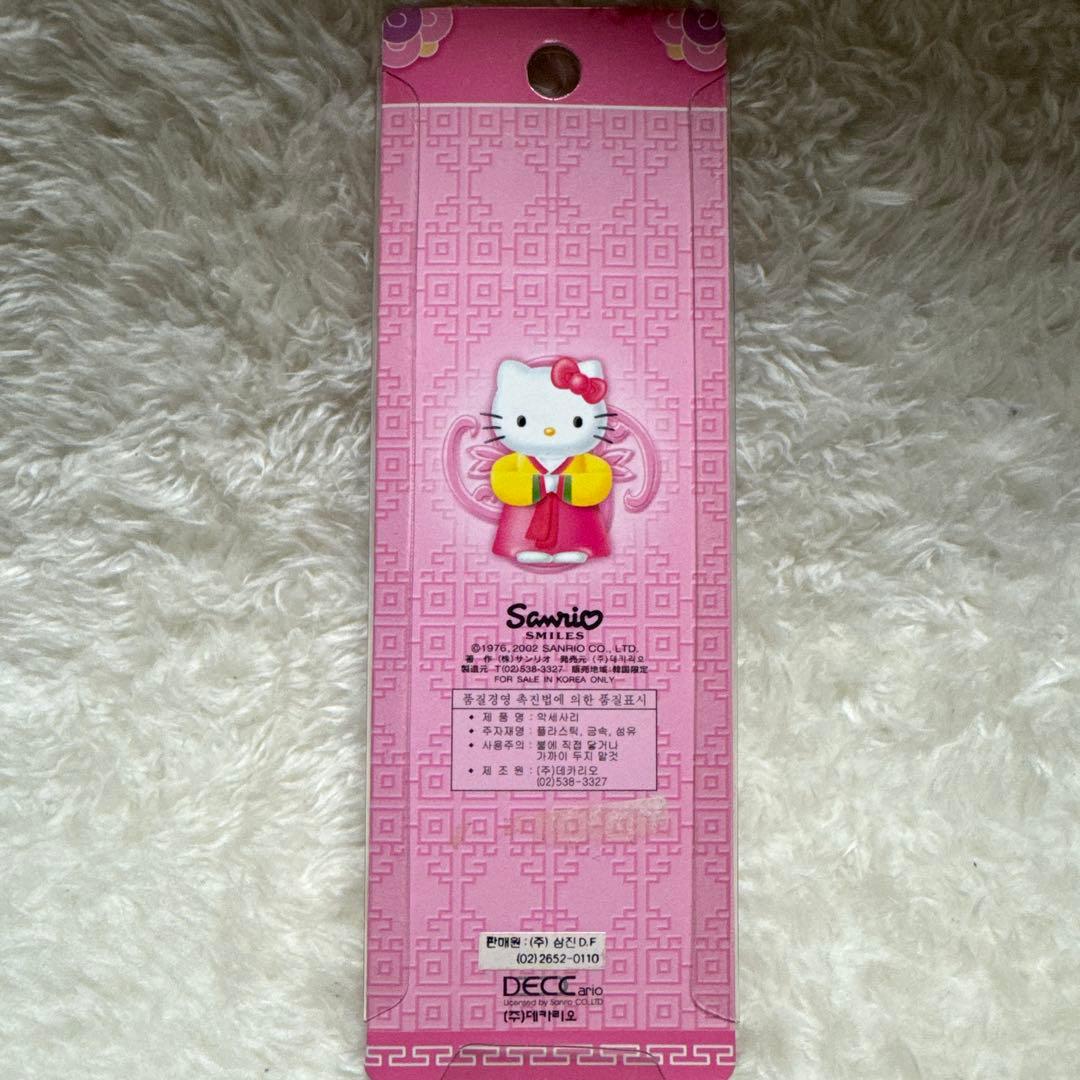 Sanrio
SMILES
©1976, 2002 SANRIO CO., LTD.
著 作 (株)サンリオ 発売元 (주)데카리오
製造元 T(02)538-3327 販売地域:韓国限定
FOR SALE IN KOREA ONLY
품질경영 촉진법에 의한 품질표시
◆ 제 품 명 : 악세사리
◆ 주자재명 : 플라스틱, 금속, 섬유
◆ 사용주의 : 불에 직접 닿거나
가까이 두지 말것
◆ 제 조 원 : (주)데카리오
(02)538-3327
판매원 : (주) 삼진 D.F
(02)2652-0110
DECCario
Licensed by Sanrio CO.,LTD
(주)데카리오